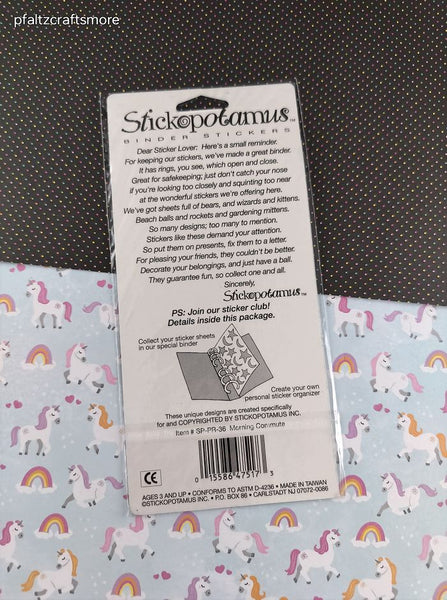 pfaltzcraftsmore
Stickopotamus™
BINDER STICKERS
Dear Sticker Lover: Here's a small reminder.
For keeping our stickers, we've made a great binder.
It has rings, you see, which open and close.
Great for safekeeping; just don't catch your nose
if you're looking too closely and squinting too near
at the wonderful stickers we're offering here.
We've got sheets full of bears, and wizards and kittens.
Beach balls and rockets and gardening mittens.
So many designs; too many to mention.
Stickers like these demand your attention.
So put them on presents, fix them to a letter.
For pleasing your friends, they couldn't be better.
Decorate your belongings, and just have a ball.
They guarantee fun, so collect one and all.
Sincerely,
Stickopotamus™
PS: Join our sticker club!
Details inside this package.
Collect your sticker sheets
in our special binder
Create your own
personal sticker organizer
These unique designs are created specifically
for and COPYRIGHTED BY STICKOPOTAMUS INC.
Item # SP-PR-36 Morning Commute
0 15586 47517 3
CE
AGES 3 AND UP • CONFORMS TO ASTM D-4236 • MADE IN TAIWAN
©STICKOPOTAMUS INC. • P.O. BOX 86 • CARLSTADT NJ 07072-0086